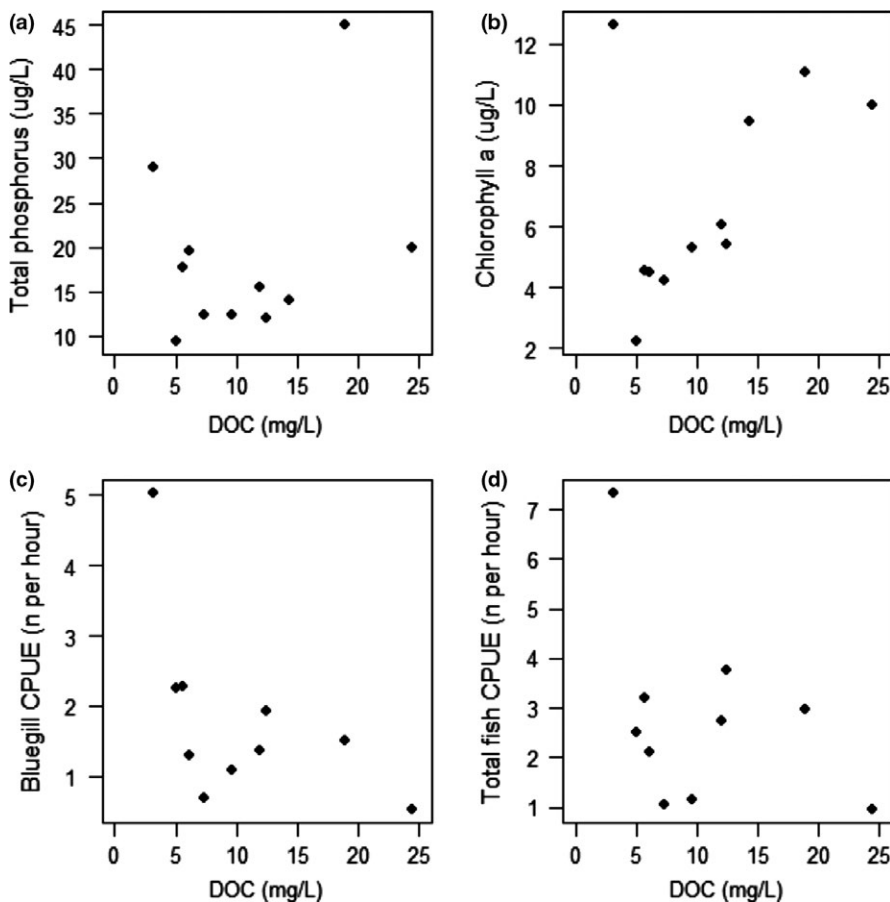 (a)
Total phosphorus (ug/L)
45
40
35
30
25
20
15
10
0 5 10 15 20 25
DOC (mg/L)
(b)
Chlorophyll a (ug/L)
12
10
8
6
4
2
0 5 10 15 20 25
DOC (mg/L)
(c)
Bluegill CPUE (n per hour)
5
4
3
2
1
0 5 10 15 20 25
DOC (mg/L)
(d)
Total fish CPUE (n per hour)
7
6
5
4
3
2
1
0 5 10 15 20 25
DOC (mg/L)